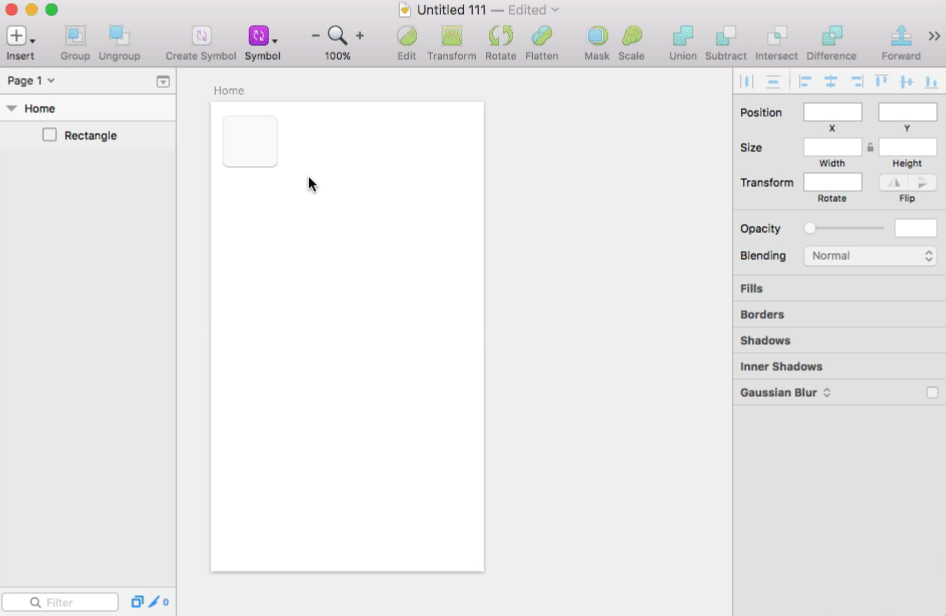 Untitled 111 — Edited
Insert Group Ungroup Create Symbol Symbol 100% Edit Transform Rotate Flatten Mask Scale Union Subtract Intersect Difference Forward
Page 1
Home
Rectangle
Filter
0
Home
Position
X Y
Size
Width Height
Transform
Rotate Flip
Opacity
Blending Normal
Fills
Borders
Shadows
Inner Shadows
Gaussian Blur